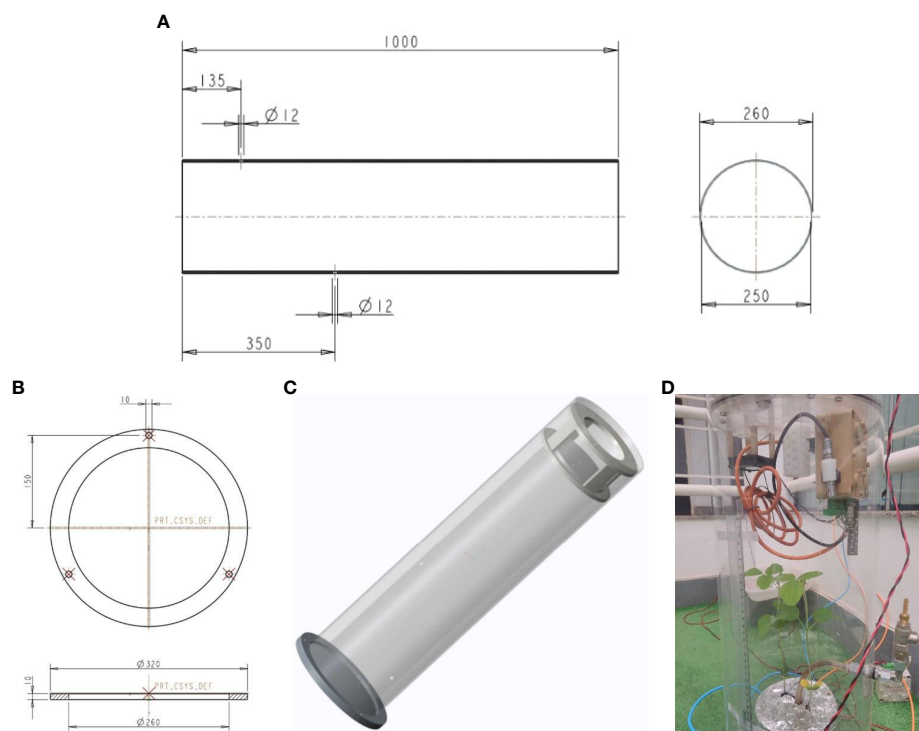 A
1000
135
Ø12
260
Ø12
250
350
B
C
D
10
150
PRT_CSYS_DEF
Ø320
10
PRT_CSYS_DEF
Ø260